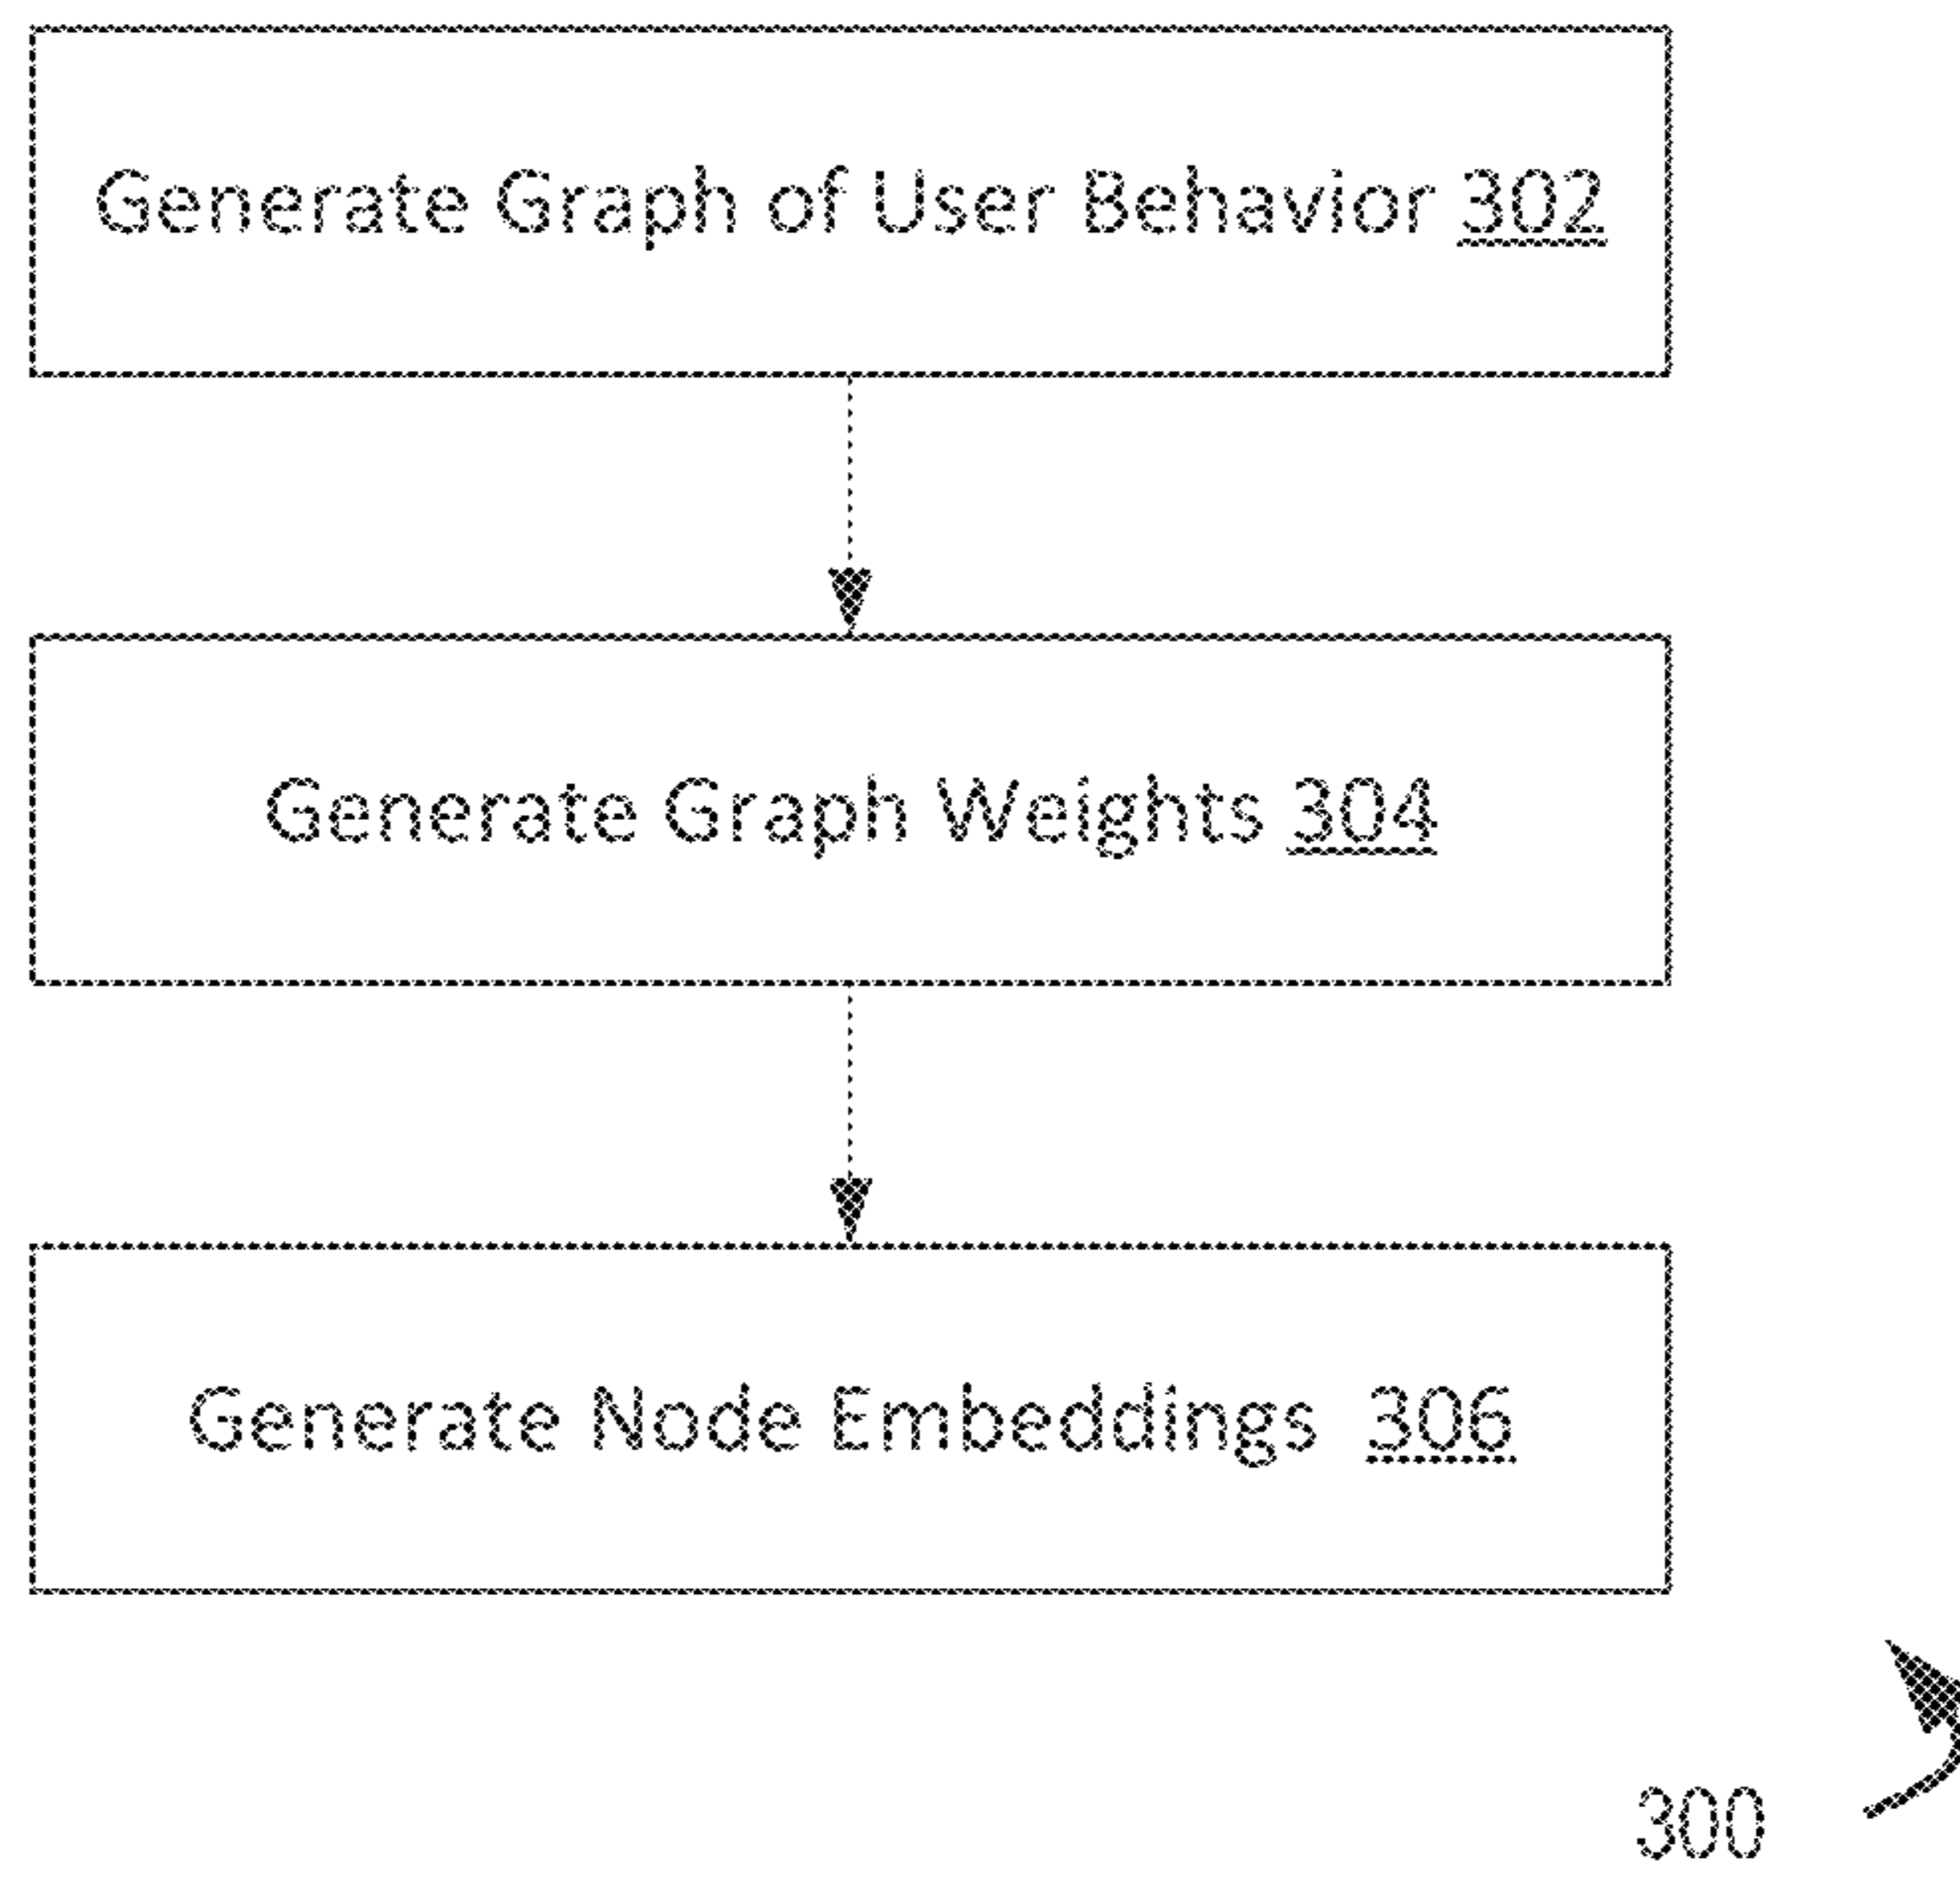 Generate Graph of User Behavior 302
Generate Graph Weights 304
Generate Node Embeddings 306
300